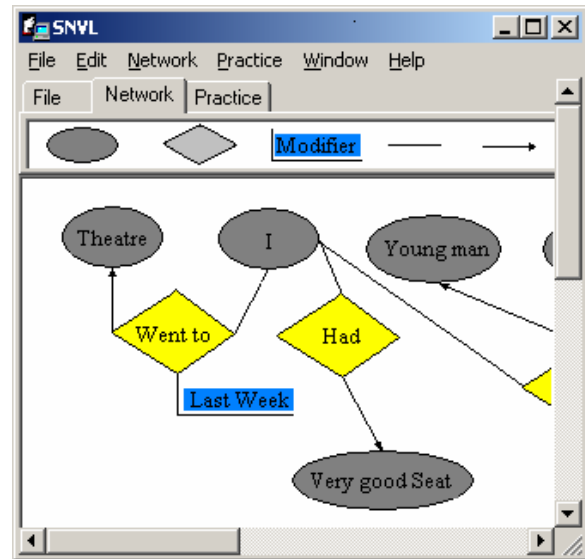 SNVL
File Edit Network Practice Window Help
File Network Practice
Modifier
Theatre
I
Young man
Went to
Had
Last Week
Very good Seat